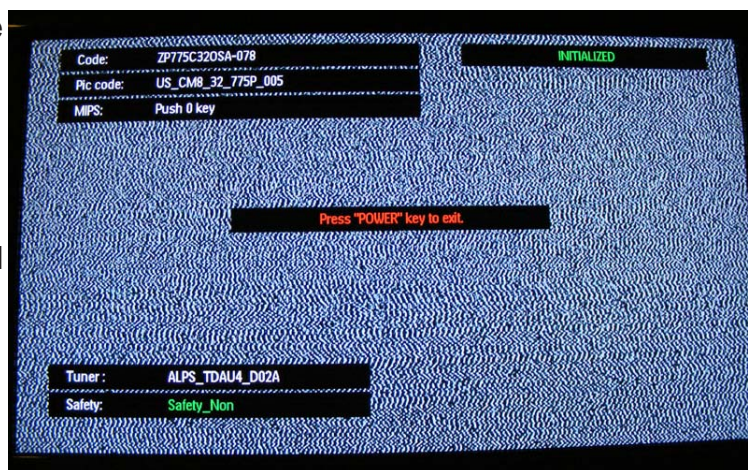 Code: ZP775C32OSA-078
INITIALIZED
Pic code: US_CM8_32_775P_005
MIPS: Push 0 key
Press "POWER" key to exit.
Tuner: ALPS_TDAU4_D02A
Safety: Safety_Non